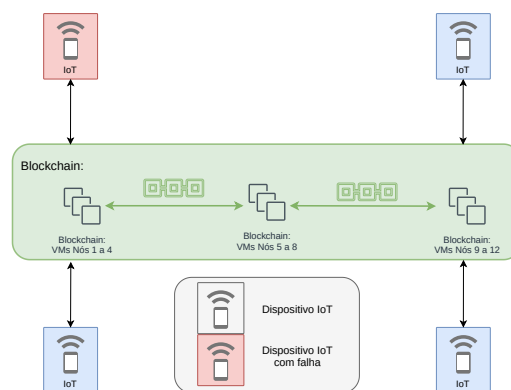 IoT
IoT
Blockchain:
Blockchain:
VMs Nós 1 a 4
Blockchain:
VMs Nós 5 a 8
Blockchain:
VMs Nós 9 a 12
Dispositivo IoT
Dispositivo IoT
com falha
IoT
IoT